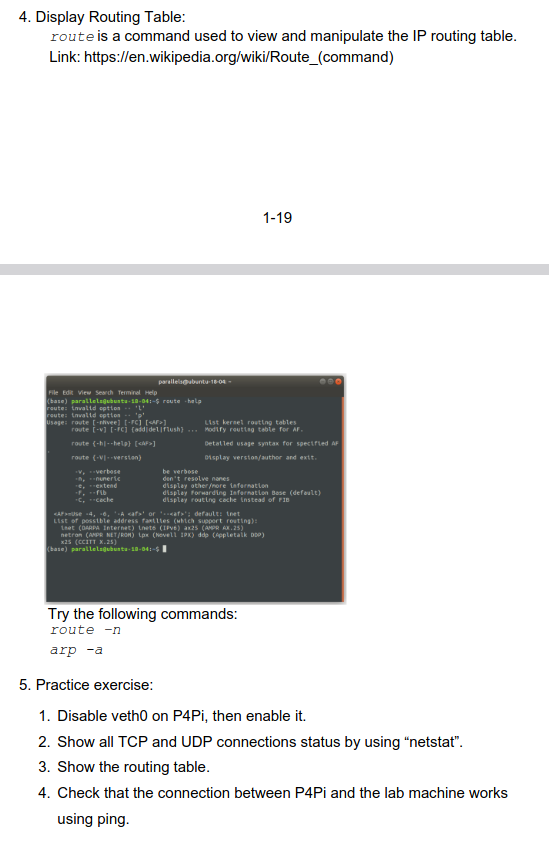 4. Display Routing Table:
route is a command used to view and manipulate the IP routing table.
Link: https://en.wikipedia.org/wiki/Route_(command)
1-19
parallels@ubuntu-18-04: ~
File Edit View Search Terminal Help
(base) parallels@ubuntu-18-04:~$ route -help
route: invalid option -- 'l'
route: invalid option -- 'p'
Usage: route [-nNvee] [-FC] [<AF>] List kernel routing tables
route [-v] [-FC] {add|del|flush} ... Modify routing table for AF.
route {-h|--help} [<AF>] Detailed usage syntax for specified AF
route {-V|--version} Display version/author and exit.
-v, --verbose be verbose
-n, --numeric don't resolve names
-e, --extend display other/more information
-F, --fib display Forwarding Information Base (default)
-C, --cache display routing cache instead of FIB
<AF>=Use -4, -6, '-A <af>' or '--<af>'; default: inet
List of possible address families (which support routing):
inet (DARPA Internet) inet6 (IPv6) ax25 (AMPR AX.25)
netrom (AMPR NET/ROM) ipx (Novell IPX) ddp (Appletalk DDP)
x25 (CCITT X.25)
(base) parallels@ubuntu-18-04:~$
Try the following commands:
route -n
arp -a
5. Practice exercise:
1. Disable veth0 on P4Pi, then enable it.
2. Show all TCP and UDP connections status by using “netstat”.
3. Show the routing table.
4. Check that the connection between P4Pi and the lab machine works
using ping.